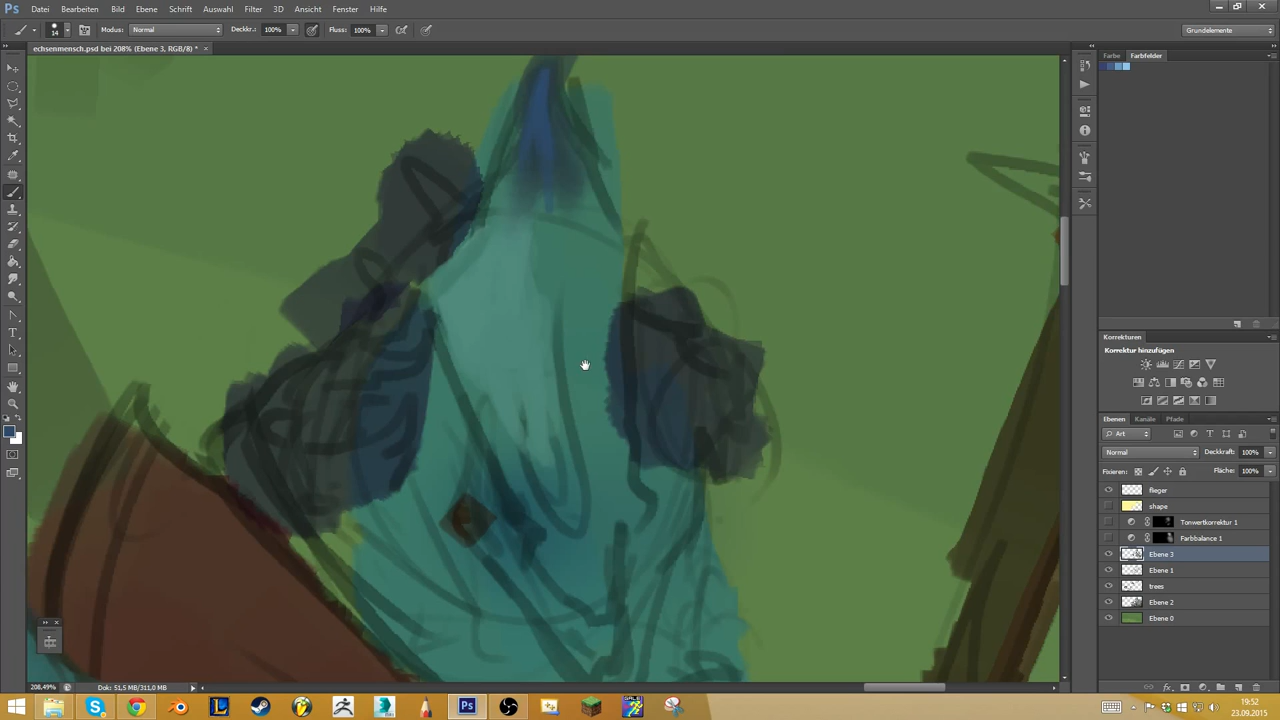 Ps Datei Bearbeiten Bild Ebene Schrift Auswahl Filter 3D Ansicht Fenster Hilfe
14 Modus: Normal Deckkr.: 100% Fluss: 100% Grundelemente
echsenmensch.psd bei 208% (Ebene 3, RGB/8) * ×
Farbe Farbfelder
Korrekturen
Korrektur hinzufügen
Ebenen Kanäle Pfade
Art
Normal Deckkraft: 100%
Fixieren: Fläche: 100%
flieger
shape
Tonwertkorrektur 1
Farbbalance 1
Ebene 3
Ebene 1
trees
Ebene 2
Ebene 0
208,49% Dok: 51,5 MB/311,0 MB
19:52
23.09.2015